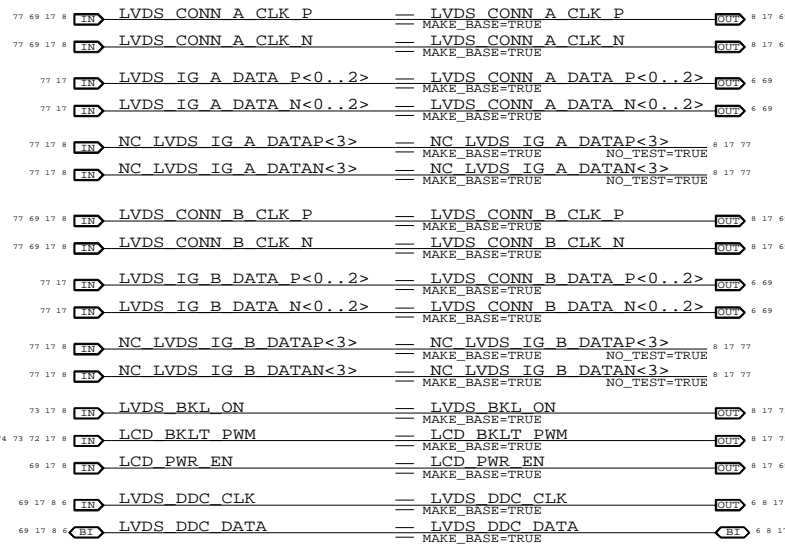 77 69 17 8 IN LVDS_CONN_A_CLK_P LVDS_CONN_A_CLK_P OUT 8 17 6
MAKE_BASE=TRUE
77 69 17 8 IN LVDS_CONN_A_CLK_N LVDS_CONN_A_CLK_N OUT 8 17 6
MAKE_BASE=TRUE
77 17 IN LVDS_IG_A_DATA_P<0..2> LVDS_CONN_A_DATA_P<0..2> OUT 6 69
MAKE_BASE=TRUE
77 17 IN LVDS_IG_A_DATA_N<0..2> LVDS_CONN_A_DATA_N<0..2> OUT 6 69
MAKE_BASE=TRUE
77 17 8 IN NC_LVDS_IG_A_DATAP<3> NC_LVDS_IG_A_DATAP<3> 8 17 77
MAKE_BASE=TRUE NO_TEST=TRUE
77 17 8 IN NC_LVDS_IG_A_DATAN<3> NC_LVDS_IG_A_DATAN<3> 8 17 77
MAKE_BASE=TRUE NO_TEST=TRUE
77 69 17 8 IN LVDS_CONN_B_CLK_P LVDS_CONN_B_CLK_P OUT 8 17 6
MAKE_BASE=TRUE
77 69 17 8 IN LVDS_CONN_B_CLK_N LVDS_CONN_B_CLK_N OUT 8 17 6
MAKE_BASE=TRUE
77 17 IN LVDS_IG_B_DATA_P<0..2> LVDS_CONN_B_DATA_P<0..2> OUT 6 69
MAKE_BASE=TRUE
77 17 IN LVDS_IG_B_DATA_N<0..2> LVDS_CONN_B_DATA_N<0..2> OUT 6 69
MAKE_BASE=TRUE
77 17 8 IN NC_LVDS_IG_B_DATAP<3> NC_LVDS_IG_B_DATAP<3> 8 17 77
MAKE_BASE=TRUE NO_TEST=TRUE
77 17 8 IN NC_LVDS_IG_B_DATAN<3> NC_LVDS_IG_B_DATAN<3> 8 17 77
MAKE_BASE=TRUE NO_TEST=TRUE
73 17 8 IN LVDS_BKL_ON LVDS_BKL_ON OUT 8 17 7
MAKE_BASE=TRUE
74 73 72 17 8 IN LCD_BKLT_PWM LCD_BKLT_PWM OUT 8 17 7
MAKE_BASE=TRUE
69 17 8 IN LCD_PWR_EN LCD_PWR_EN OUT 8 17 6
MAKE_BASE=TRUE
69 17 8 6 IN LVDS_DDC_CLK LVDS_DDC_CLK OUT 6 8 17
MAKE_BASE=TRUE
69 17 8 6 BI LVDS_DDC_DATA LVDS_DDC_DATA BI 6 8 17
MAKE_BASE=TRUE